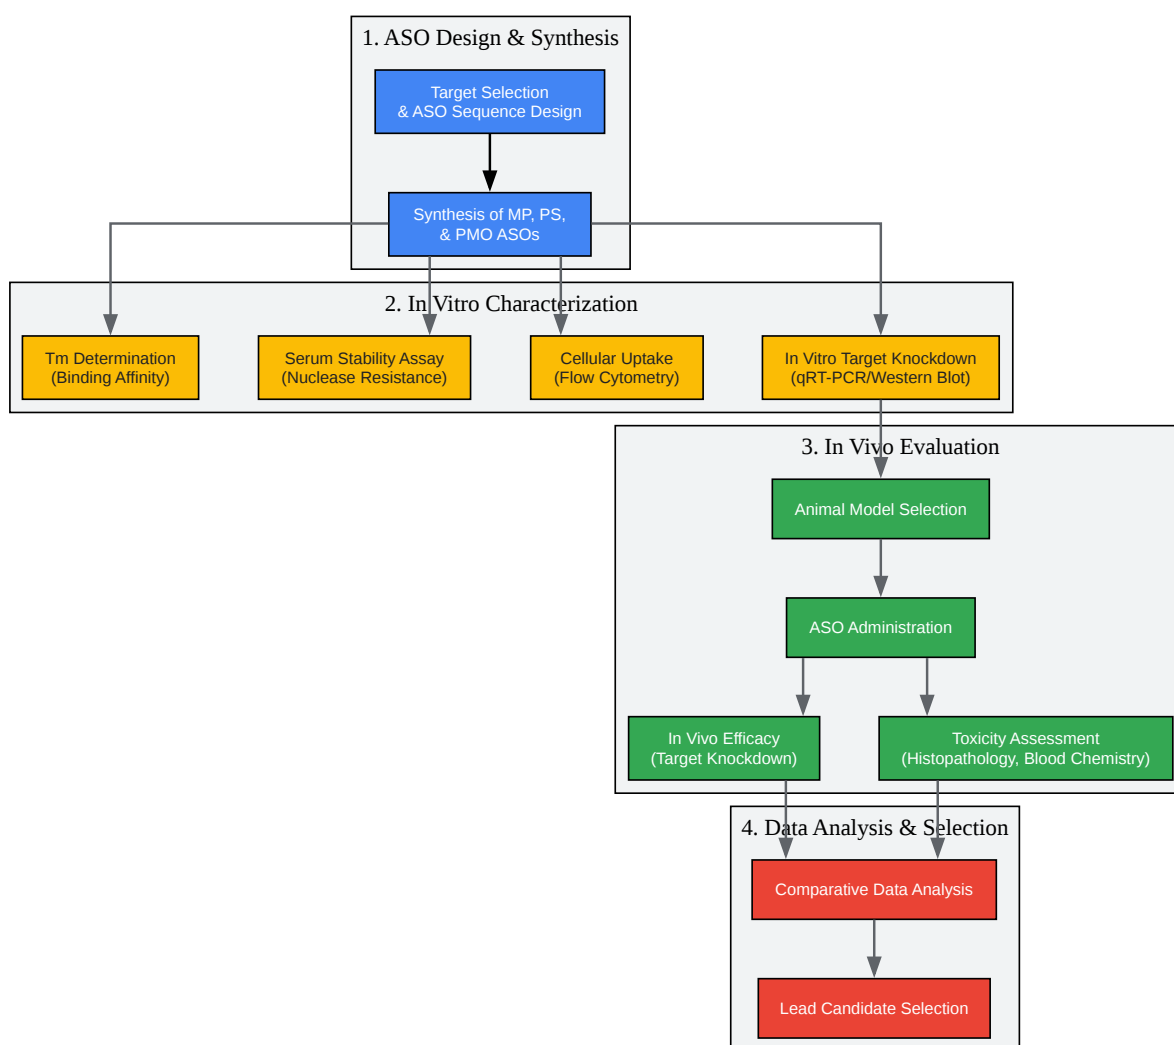 1. ASO Design & Synthesis
Target Selection
& ASO Sequence Design
Synthesis of MP, PS,
& PMO ASOs
2. In Vitro Characterization
Tm Determination
(Binding Affinity)
Serum Stability Assay
(Nuclease Resistance)
Cellular Uptake
(Flow Cytometry)
In Vitro Target Knockdown
(qRT-PCR/Western Blot)
3. In Vivo Evaluation
Animal Model Selection
ASO Administration
In Vivo Efficacy
(Target Knockdown)
Toxicity Assessment
(Histopathology, Blood Chemistry)
4. Data Analysis & Selection
Comparative Data Analysis
Lead Candidate Selection